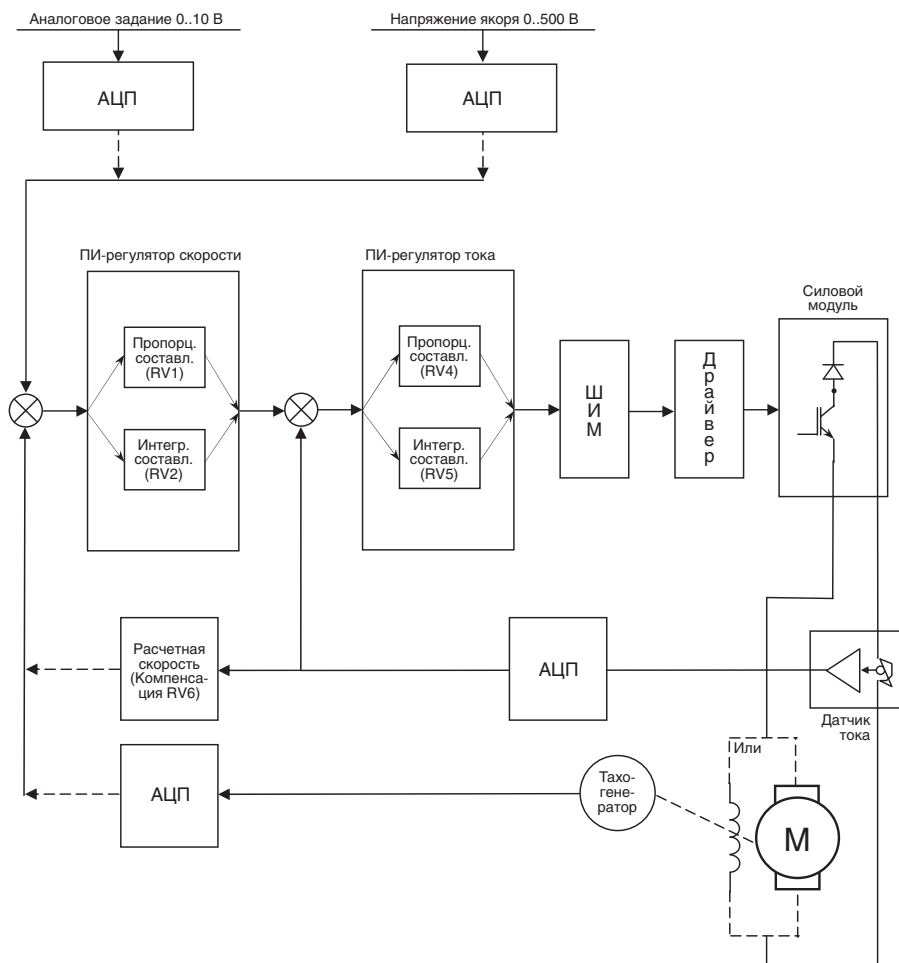 Аналоговое задание 0..10 В
Напряжение якоря 0..500 В
АЦП
АЦП
ПИ-регулятор скорости
ПИ-регулятор тока
Силовой
модуль
Пропорц.
составл.
(RV1)
Интегр.
составл.
(RV2)
Пропорц.
составл.
(RV4)
Интегр.
составл.
(RV5)
ШИМ
Драйвер
Расчетная
скорость
(Компенса-
ция RV6)
АЦП
Датчик
тока
АЦП
Тахо-
гене-
ратор
Или
М